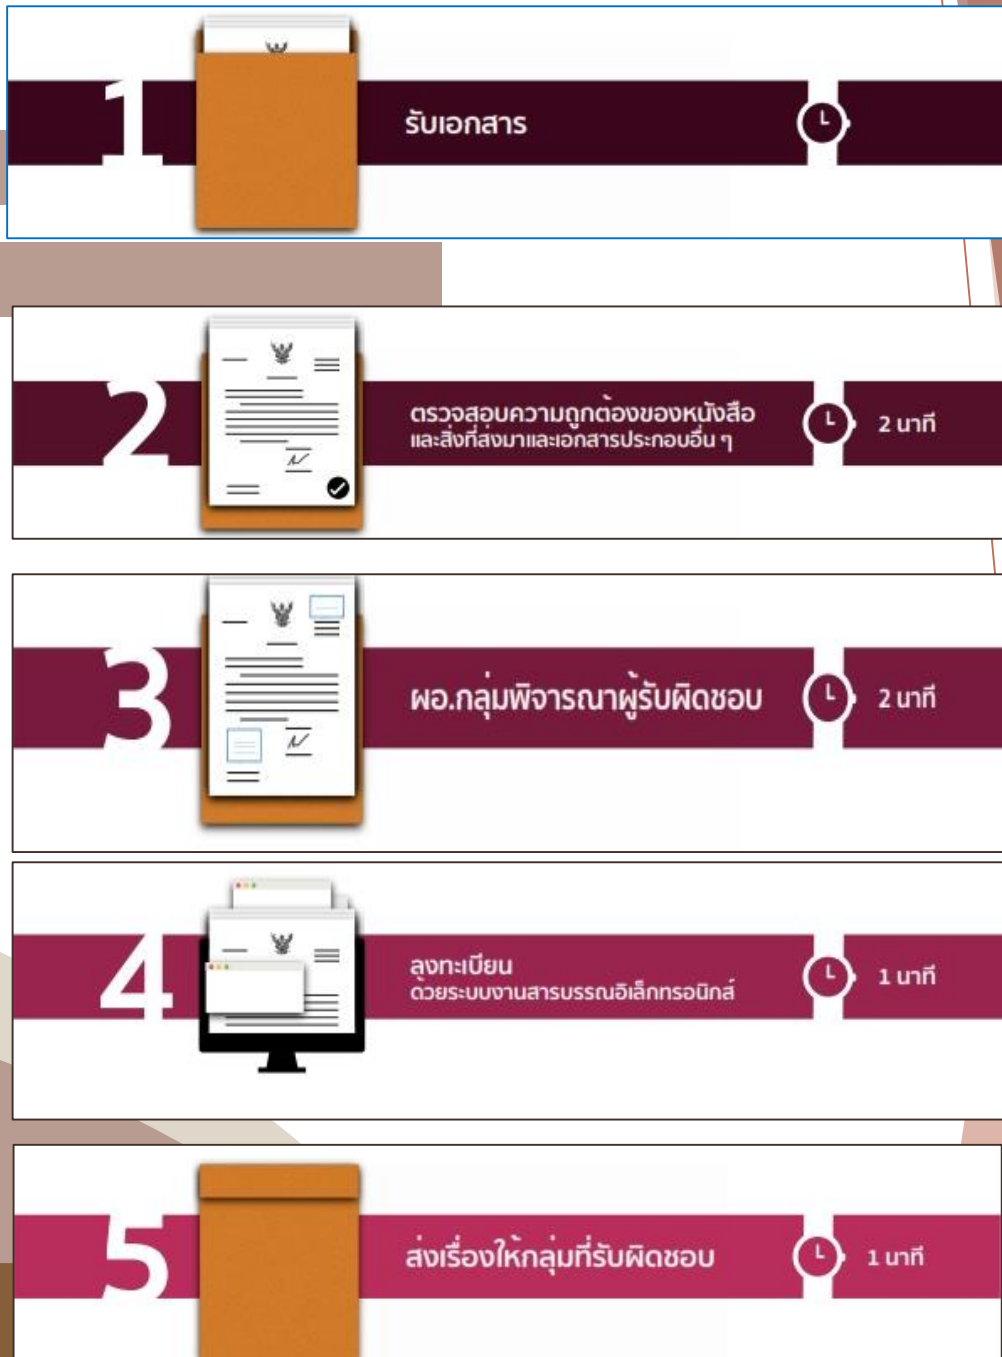 1
รับเอกสาร
2
ตรวจสอบความถูกต้องของหนังสือ
และสิ่งที่ส่งมาและเอกสารประกอบอื่น ๆ
2 นาที
3
ผอ.กลุ่มพิจารณาผู้รับผิดชอบ
2 นาที
4
ลงทะเบียน
ด้วยระบบงานสารบรรณอิเล็กทรอนิกส์
1 นาที
5
ส่งเรื่องให้กลุ่มที่รับผิดชอบ
1 นาที